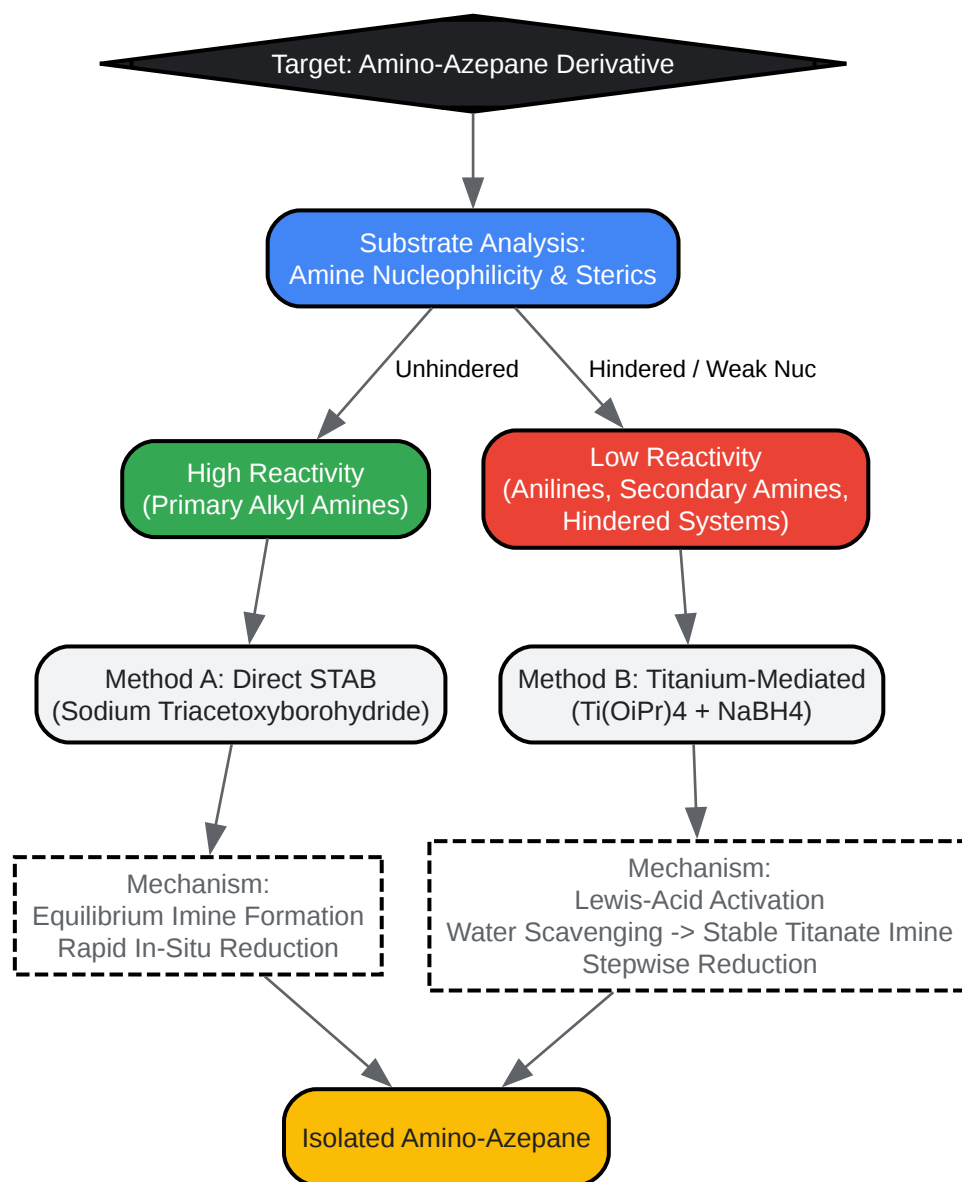 Target: Amino-Azepane Derivative
Substrate Analysis:
Amine Nucleophilicity & Sterics
Unhindered
Hindered / Weak Nuc
High Reactivity
(Primary Alkyl Amines)
Low Reactivity
(Anilines, Secondary Amines,
Hindered Systems)
Method A: Direct STAB
(Sodium Triacetoxyborohydride)
Method B: Titanium-Mediated
(Ti(OiPr)4 + NaBH4)
Mechanism:
Equilibrium Imine Formation
Rapid In-Situ Reduction
Mechanism:
Lewis-Acid Activation
Water Scavenging -> Stable Titanate Imine
Stepwise Reduction
Isolated Amino-Azepane